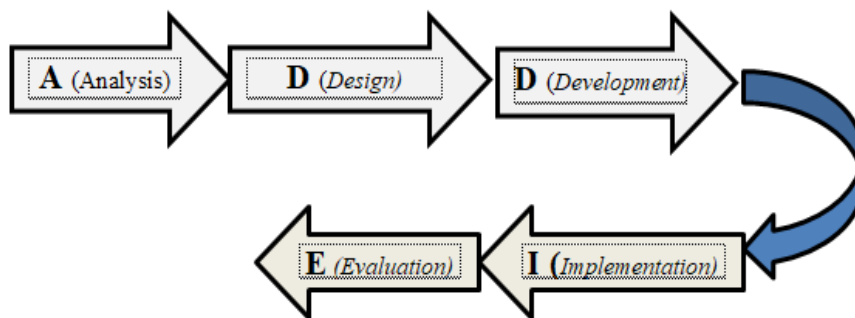 A (Analysis)
D (Design)
D (Development)
I (Implementation)
E (Evaluation)